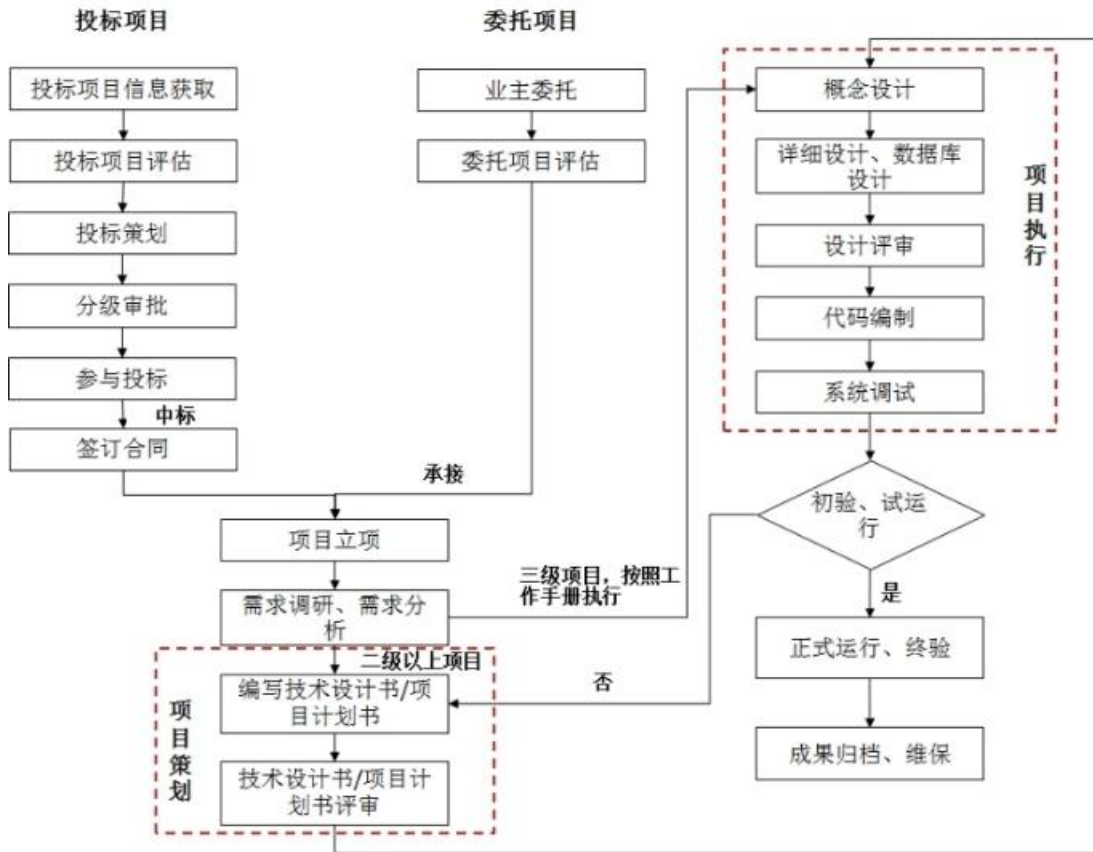 投标项目
投标项目信息获取
投标项目评估
投标策划
分级审批
参与投标
中标
签订合同
委托项目
业主委托
委托项目评估
承接
项目立项
需求调研、需求分
析
三级项目，按照工
作手册执行
二级以上项目
项目策划
编写技术设计书/项
目计划书
技术设计书/项目计
划书评审
项目执行
概念设计
详细设计、数据库
设计
设计评审
代码编制
系统调试
初验、试运
行
是
否
正式运行、终验
成果归档、维保